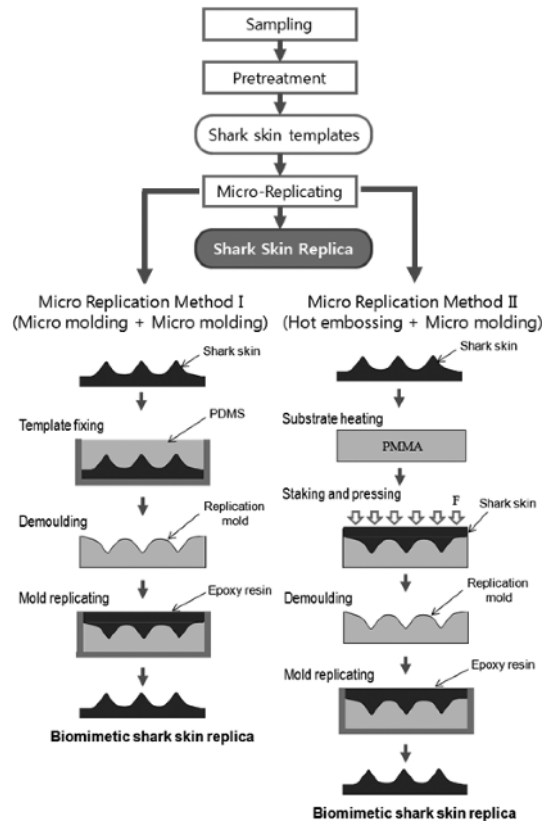 Sampling
Pretreatment
Shark skin templates
Micro-Replicating
Shark Skin Replica
Micro Replication Method I
(Micro molding + Micro molding)
Shark skin
Template fixing
PDMS
Demoulding
Replication
mold
Mold replicating
Epoxy resin
Biomimetic shark skin replica
Micro Replication Method II
(Hot embossing + Micro molding)
Shark skin
Substrate heating
PMMA
Staking and pressing
F
Shark skin
Demoulding
Replication
mold
Mold replicating
Epoxy resin
Biomimetic shark skin replica